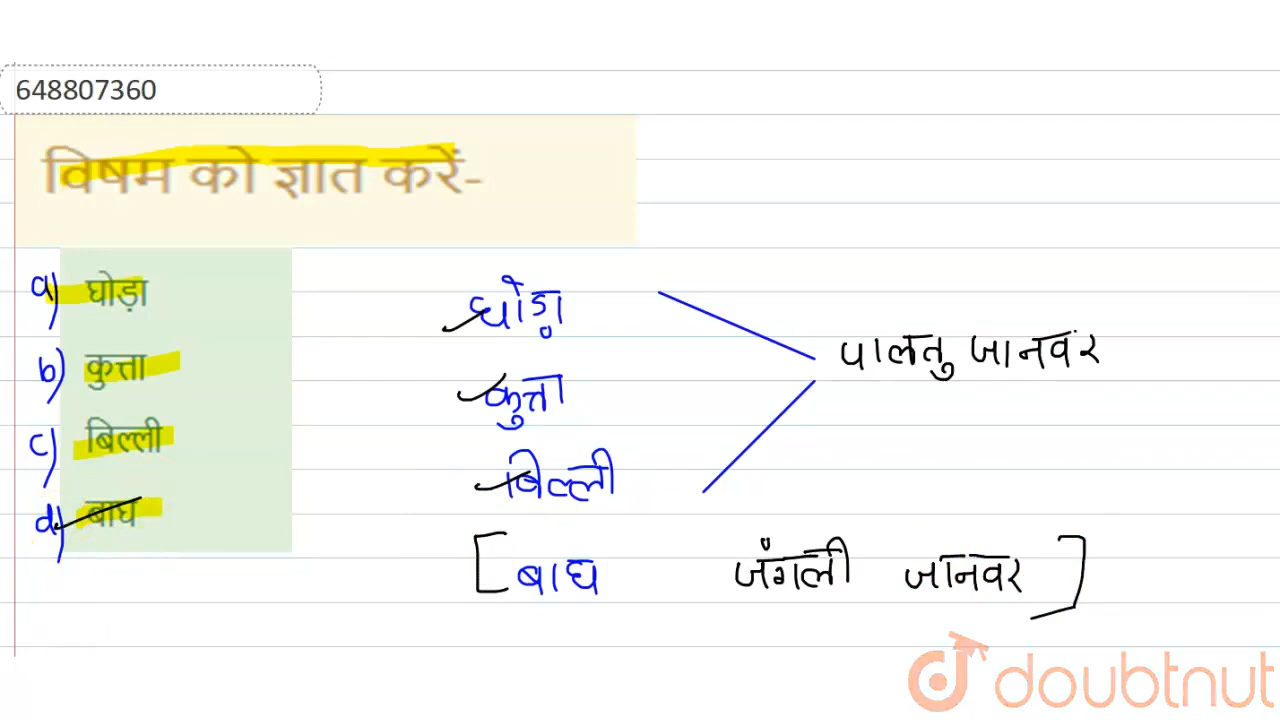 648807360
विषम को ज्ञात करें-
a) घोड़ा
b) कुत्ता
c) बिल्ली
d) बाघ
घोड़ा
कुत्ता
बिल्ली
पालतु जानवर
[बाघ जंगली जानवर]
doubtnut